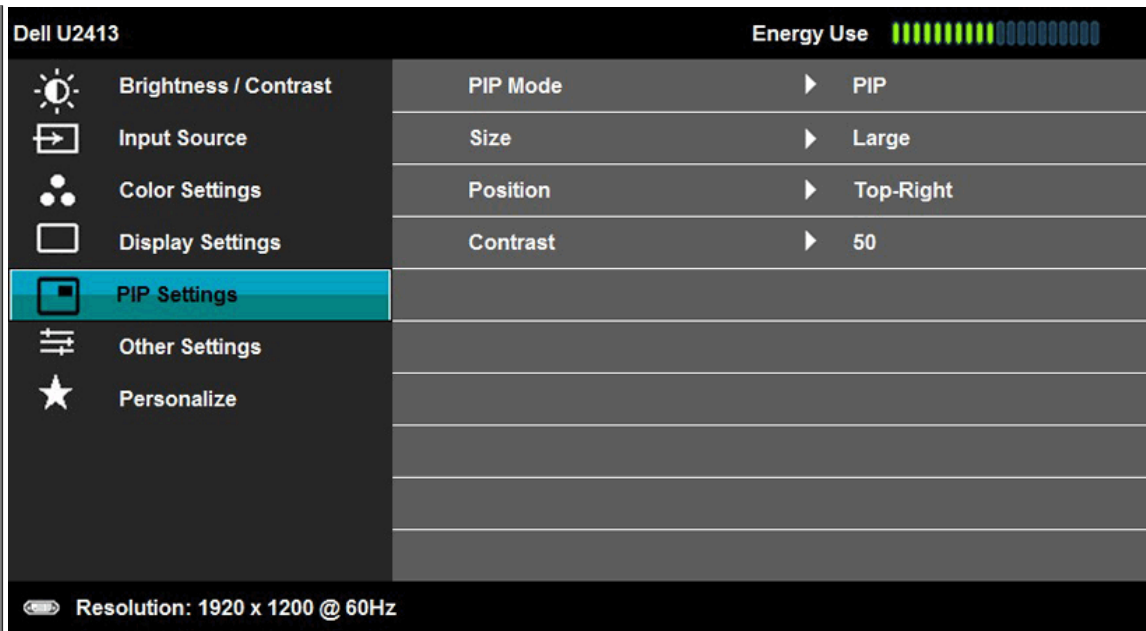 Dell U2413 Energy Use
Brightness / Contrast PIP Mode PIP
Input Source Size Large
Color Settings Position Top-Right
Display Settings Contrast 50
PIP Settings
Other Settings
Personalize
Resolution: 1920 x 1200 @ 60Hz